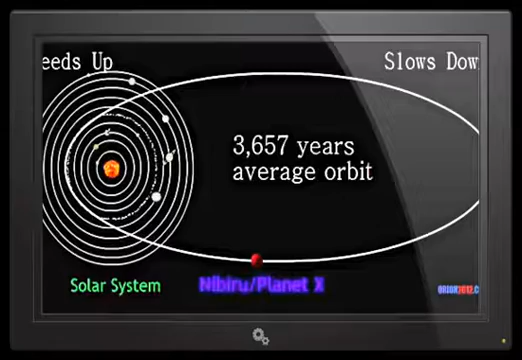 eeds Up
Slows Dow
3,657 years
average orbit
Solar System
Nibiru/Planet X